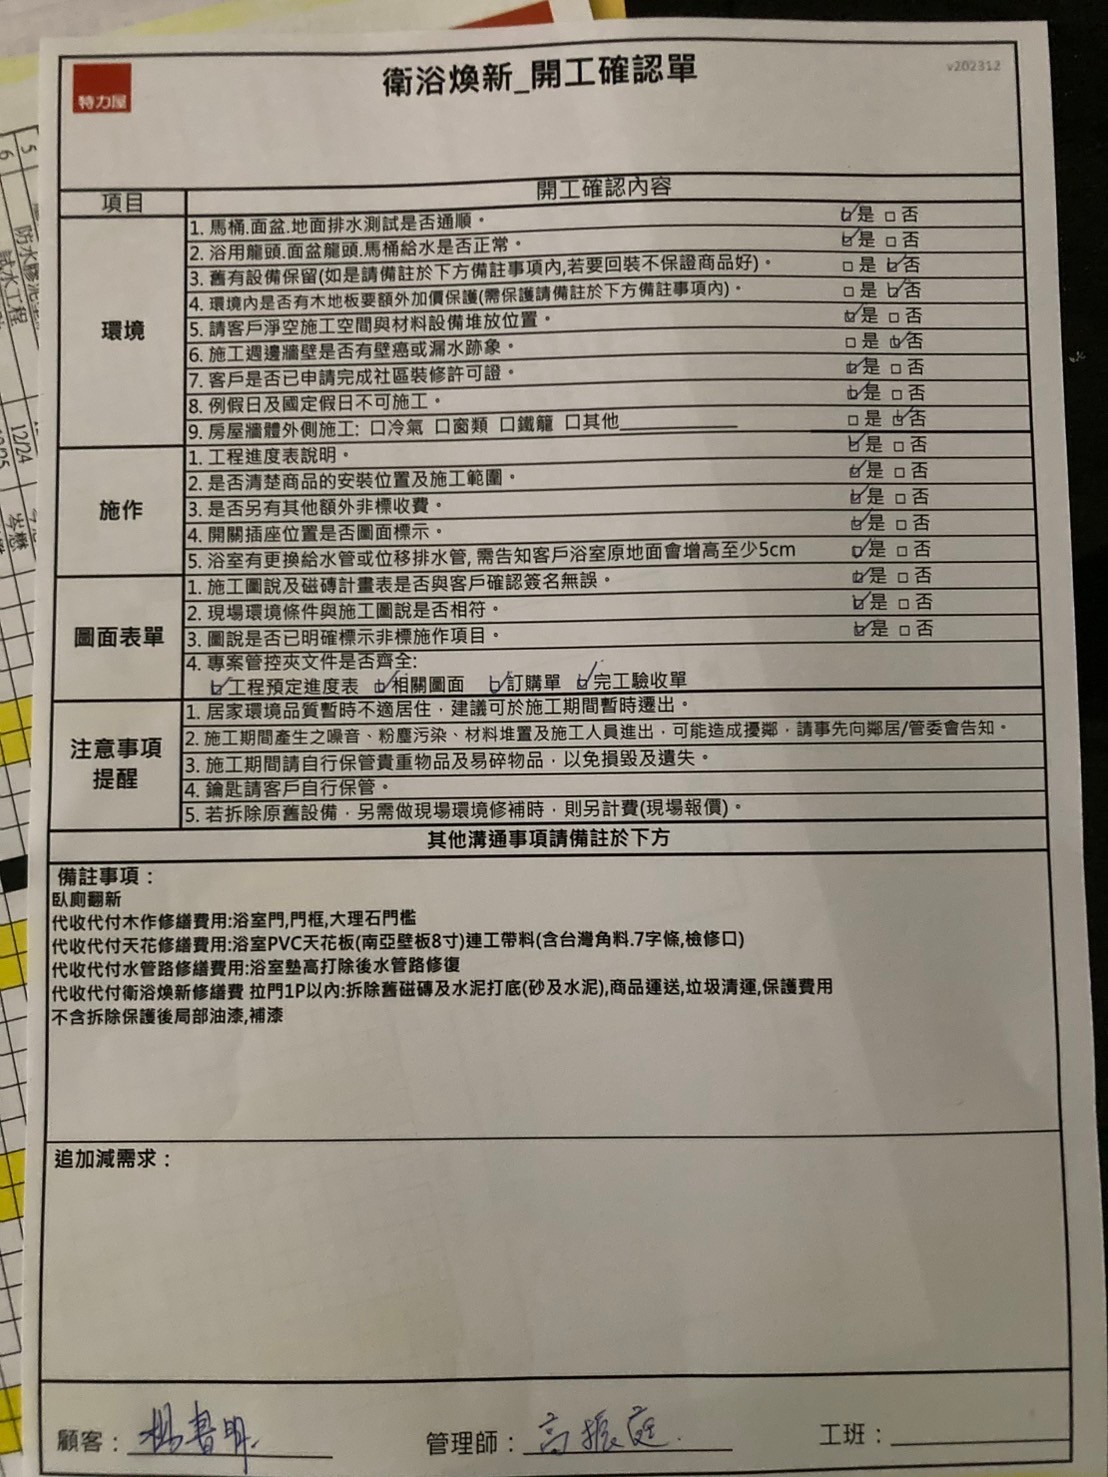 特力屋
衛浴煥新_開工確認單
v202312
項目
開工確認內容
環境
1. 馬桶.面盆.地面排水測試是否通順。 ☑是 □否
2. 浴用龍頭.面盆龍頭.馬桶給水是否正常。 ☑是 □否
3. 舊有設備保留(如是請備註於下方備註事項內,若要回裝不保證商品好)。 □是 ☑否
4. 環境內是否有木地板要額外加價保護(需保護請備註於下方備註事項內)。 □是 ☑否
5. 請客戶淨空施工空間與材料設備堆放位置。 ☑是 □否
6. 施工週邊牆壁是否有壁癌或漏水跡象。 □是 ☑否
7. 客戶是否已申請完成社區裝修許可證。 ☑是 □否
8. 例假日及國定假日不可施工。 ☑是 □否
9. 房屋牆體外側施工: 口冷氣 口窗類 口鐵籠 口其他 □是 ☑否
施作
1. 工程進度表說明。 ☑是 □否
2. 是否清楚商品的安裝位置及施工範圍。 ☑是 □否
3. 是否另有其他額外非標收費。 ☑是 □否
4. 開關插座位置是否圖面標示。 ☑是 □否
5. 浴室有更換給水管或位移排水管, 需告知客戶浴室原地面會增高至少5cm ☑是 □否
圖面表單
1. 施工圖說及磁磚計畫表是否與客戶確認簽名無誤。 ☑是 □否
2. 現場環境條件與施工圖說是否相符。 ☑是 □否
3. 圖說是否已明確標示非標施作項目。 ☑是 □否
4. 專案管控夾文件是否齊全:
☑工程預定進度表 ☑相關圖面 ☑訂購單 ☑完工驗收單
注意事項
提醒
1. 居家環境品質暫時不適居住，建議可於施工期間暫時遷出。
2. 施工期間產生之噪音、粉塵污染、材料堆置及施工人員進出，可能造成擾鄰，請事先向鄰居/管委會告知。
3. 施工期間請自行保管貴重物品及易碎物品，以免損毀及遺失。
4. 鑰匙請客戶自行保管。
5. 若拆除原舊設備，另需做現場環境修補時，則另計費(現場報價)。
其他溝通事項請備註於下方
備註事項：
臥廁翻新
代收代付木作修繕費用:浴室門,門框,大理石門檻
代收代付天花修繕費用:浴室PVC天花板(南亞壁板8寸)連工帶料(含台灣角料.7字條,檢修口)
代收代付水管路修繕費用:浴室墊高打除後水管路修復
代收代付衛浴煥新修繕費 拉門1P以內:拆除舊磁磚及水泥打底(砂及水泥),商品運送,垃圾清運,保護費用
不含拆除保護後局部油漆,補漆
追加減需求：
顧客：楊書明
管理師：高振庭
工班：
5
6
防水膠泥
試水工程
12/24